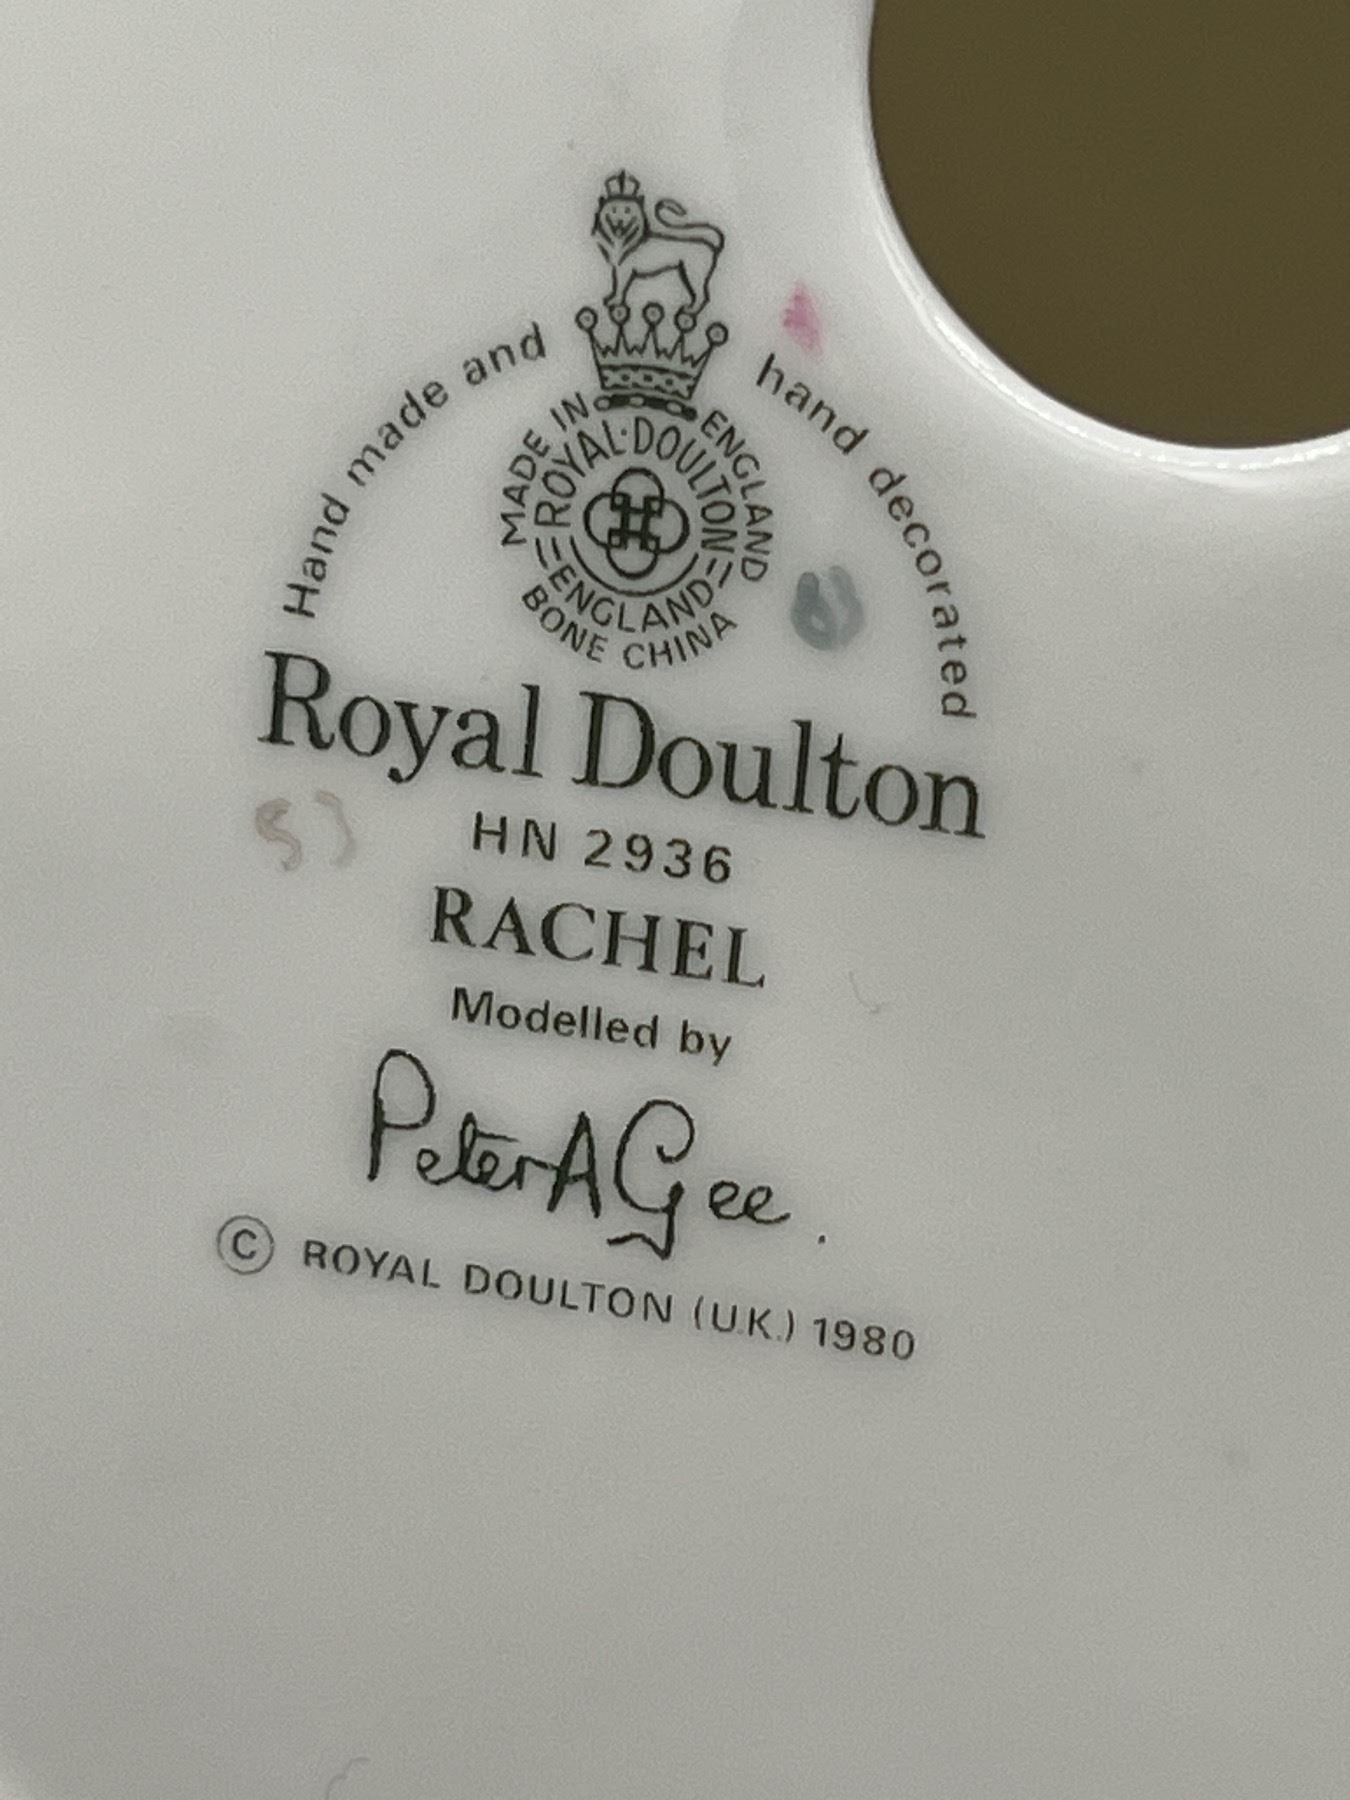 Hand made and hand decorated
MADE IN ENGLAND
ROYAL·DOULTON
ENGLAND
BONE CHINA
Royal Doulton
HN 2936
RACHEL
Modelled by
Peter A Gee.
© ROYAL DOULTON (U.K.) 1980